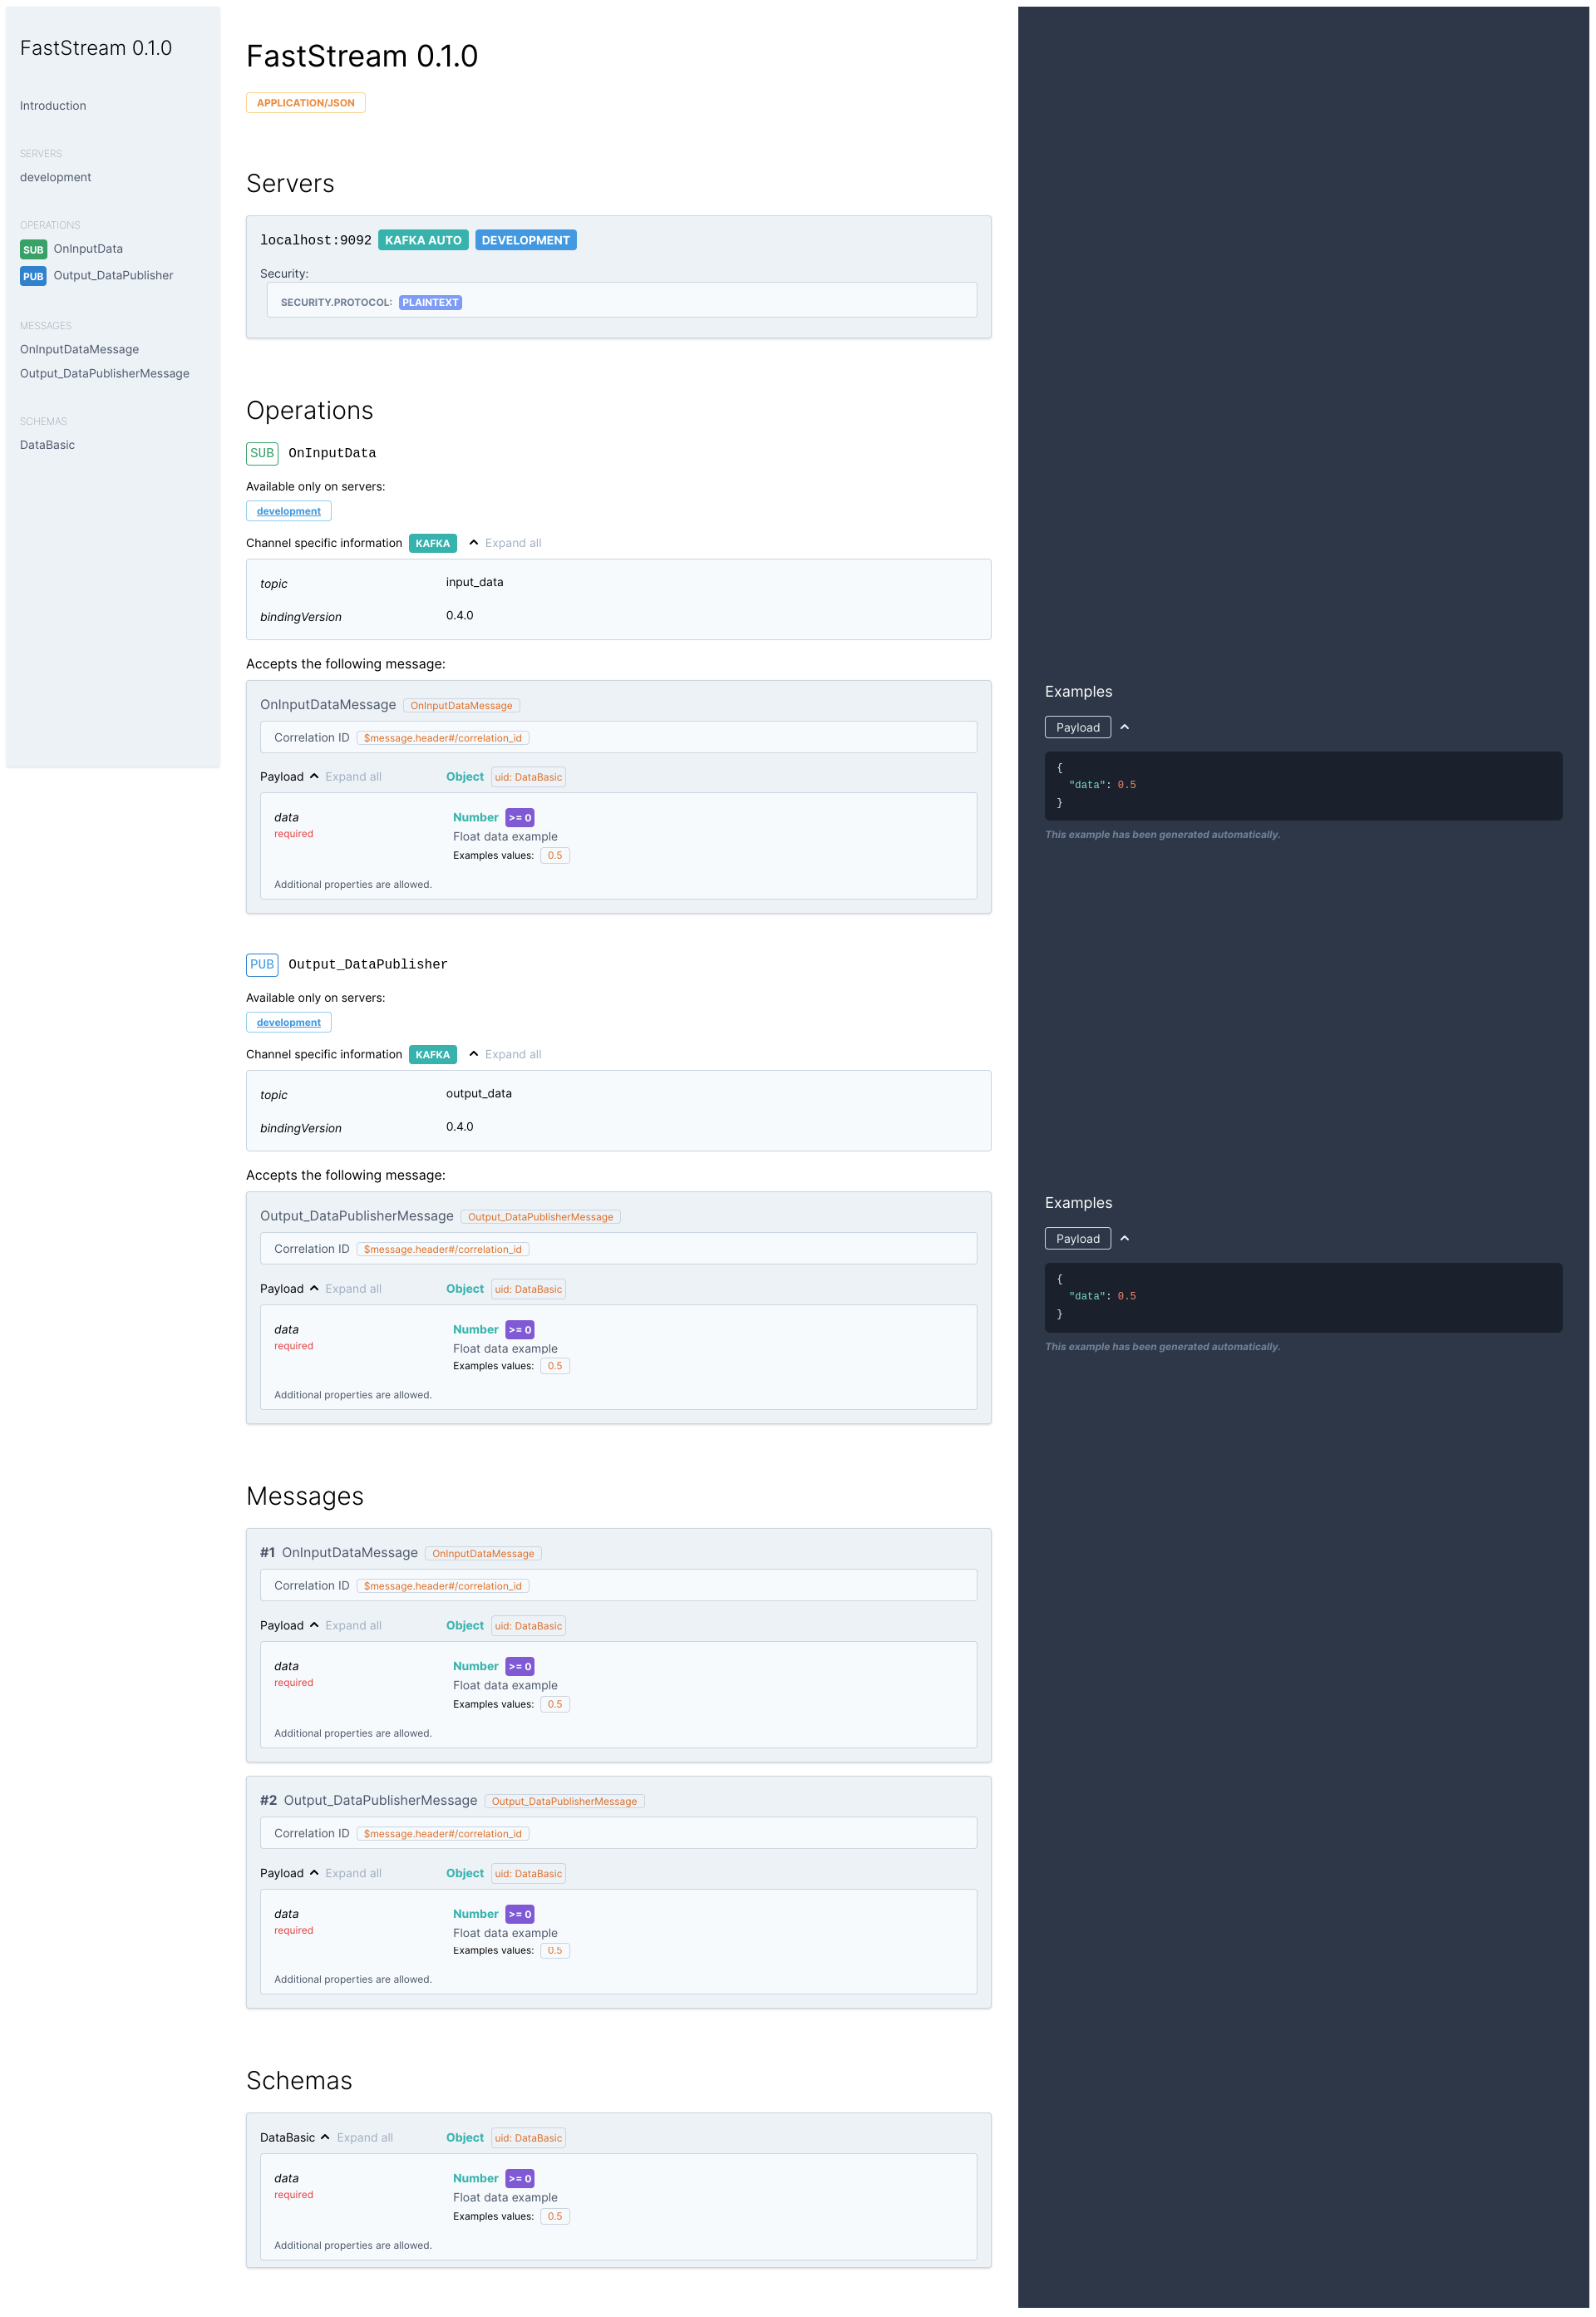 FastStream 0.1.0
Introduction
SERVERS
development
OPERATIONS
SUB OnInputData
PUB Output_DataPublisher
MESSAGES
OnInputDataMessage
Output_DataPublisherMessage
SCHEMAS
DataBasic
FastStream 0.1.0
APPLICATION/JSON
Servers
localhost:9092 KAFKA AUTO DEVELOPMENT
Security:
SECURITY.PROTOCOL: PLAINTEXT
Operations
SUB OnInputData
Available only on servers:
development
Channel specific information KAFKA Expand all
topic input_data
bindingVersion 0.4.0
Accepts the following message:
OnInputDataMessage OnInputDataMessage
Correlation ID $message.header#/correlation_id
Payload Expand all Object uid: DataBasic
data Number >= 0
required
Float data example
Examples values: 0.5
Additional properties are allowed.
Examples
Payload
{
"data": 0.5
}
This example has been generated automatically.
PUB Output_DataPublisher
Available only on servers:
development
Channel specific information KAFKA Expand all
topic output_data
bindingVersion 0.4.0
Accepts the following message:
Output_DataPublisherMessage Output_DataPublisherMessage
Correlation ID $message.header#/correlation_id
Payload Expand all Object uid: DataBasic
data Number >= 0
required
Float data example
Examples values: 0.5
Additional properties are allowed.
Examples
Payload
{
"data": 0.5
}
This example has been generated automatically.
Messages
#1 OnInputDataMessage OnInputDataMessage
Correlation ID $message.header#/correlation_id
Payload Expand all Object uid: DataBasic
data Number >= 0
required
Float data example
Examples values: 0.5
Additional properties are allowed.
#2 Output_DataPublisherMessage Output_DataPublisherMessage
Correlation ID $message.header#/correlation_id
Payload Expand all Object uid: DataBasic
data Number >= 0
required
Float data example
Examples values: 0.5
Additional properties are allowed.
Schemas
DataBasic Expand all Object uid: DataBasic
data Number >= 0
required
Float data example
Examples values: 0.5
Additional properties are allowed.